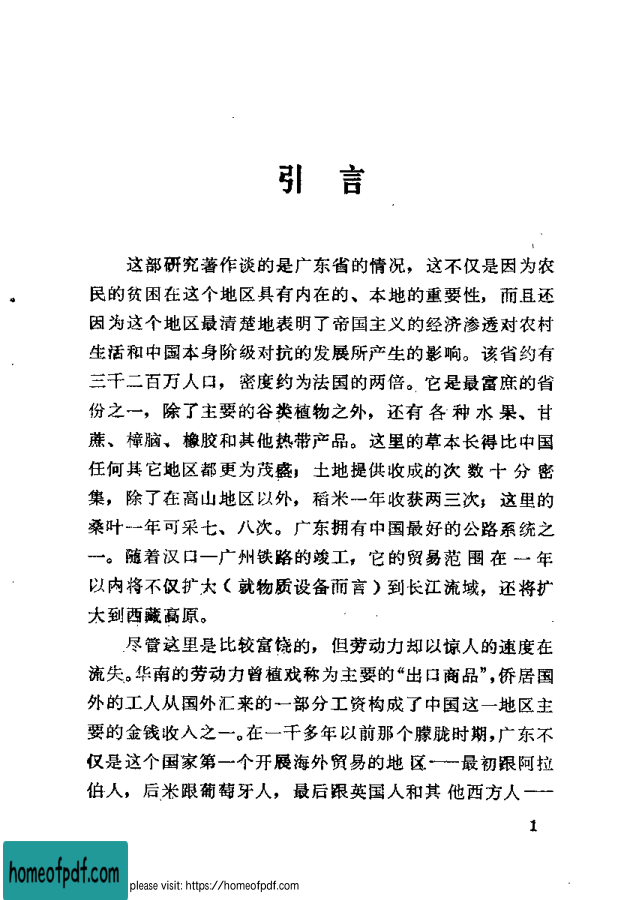 引言
这部研究著作谈的是广东省的情况，这不仅是因为农
民的贫困在这个地区具有内在的、本地的重要性，而且还
因为这个地区最清楚地表明了帝国主义的经济渗透对农村
生活和中国本身阶级对抗的发展所产生的影响。该省约有
三千二百万人口，密度约为法国的两倍。它是最富庶的省
份之一，除了主要的谷类植物之外，还有各种水果、甘
蔗、樟脑、橡胶和其他热带产品。这里的草本长得比中国
任何其它地区都更为茂盛；土地提供收成的次数十分密
集，除了在高山地区以外，稻米一年收获两三次；这里的
桑叶一年可采七、八次。广东拥有中国最好的公路系统之
一。随着汉口—广州铁路的竣工，它的贸易范围在一年
以内将不仅扩大（就物质设备而言）到长江流域，还将扩
大到西藏高原。
尽管这里是比较富饶的，但劳动力却以惊人的速度在
流失。华南的劳动力曾被戏称为主要的“出口商品”，侨居国
外的工人从国外汇来的一部分工资构成了中国这一地区主
要的金钱收入之一。在一千多年以前那个朦胧时期，广东不
仅是这个国家第一个开展海外贸易的地区——最初跟阿拉
伯人，后来跟葡萄牙人，最后跟英国人和其他西方人——
1
homeofpdf.com
please visit: https://homeofpdf.com